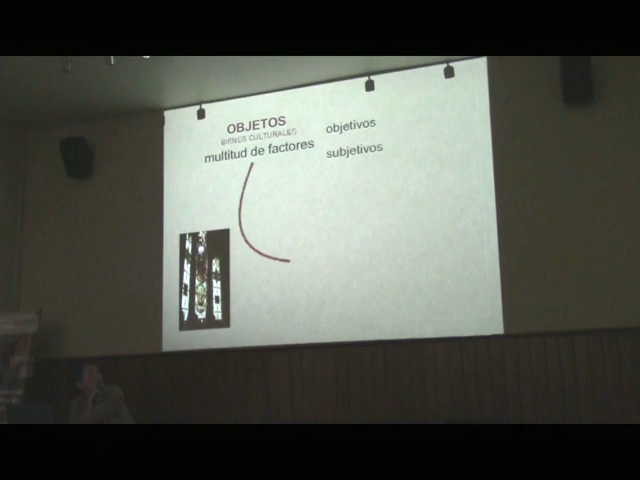 OBJETOS
BIENES CULTURALES
multitud de factores
objetivos
subjetivos